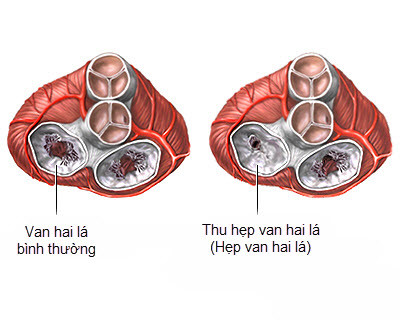 Van hai lá
bình thường
Thu hẹp van hai lá
(Hẹp van hai lá)